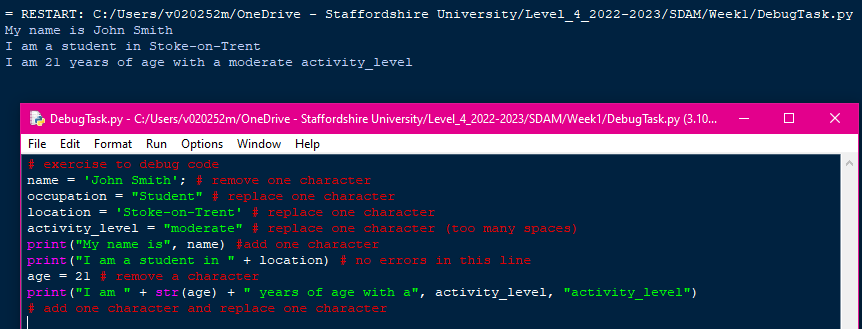 = RESTART: C:/Users/v020252m/OneDrive - Staffordshire University/Level_4_2022-2023/SDAM/Week1/DebugTask.py
My name is John Smith
I am a student in Stoke-on-Trent
I am 21 years of age with a moderate activity_level
DebugTask.py - C:/Users/v020252m/OneDrive - Staffordshire University/Level_4_2022-2023/SDAM/Week1/DebugTask.py (3.10...
File Edit Format Run Options Window Help
# exercise to debug code
name = 'John Smith'; # remove one character
occupation = "Student" # replace one character
location = 'Stoke-on-Trent' # replace one character
activity_level = "moderate" # replace one character (too many spaces)
print("My name is", name) #add one character
print("I am a student in " + location) # no errors in this line
age = 21 # remove a character
print("I am " + str(age) + " years of age with a", activity_level, "activity_level")
# add one character and replace one character